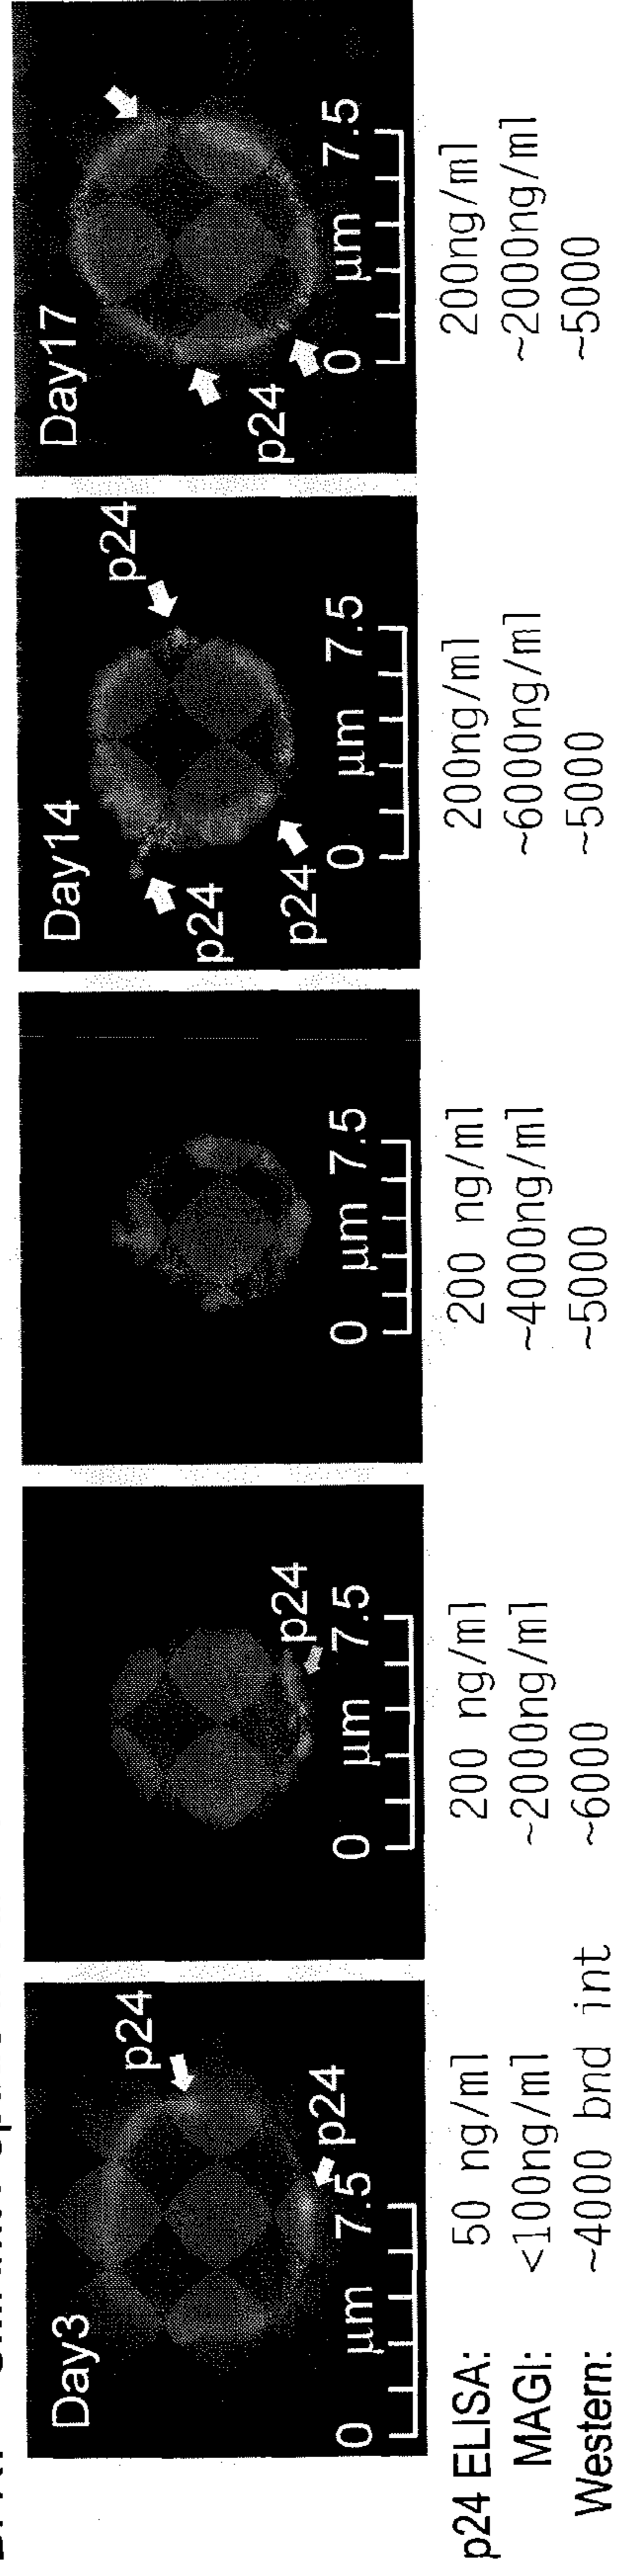 Day3
p24
p24
0 µm 7.5
p24
0 µm 7.5
0 µm 7.5
Day14
p24
p24
p24
0 µm 7.5
Day17
p24
0 µm 7.5
p24 ELISA: 50 ng/ml 200 ng/ml 200 ng/ml 200ng/ml 200ng/ml
MAGI: <100ng/ml ~2000ng/ml ~4000ng/ml ~6000ng/ml ~2000ng/ml
Western: ~4000 bnd int ~6000 ~5000 ~5000 ~5000